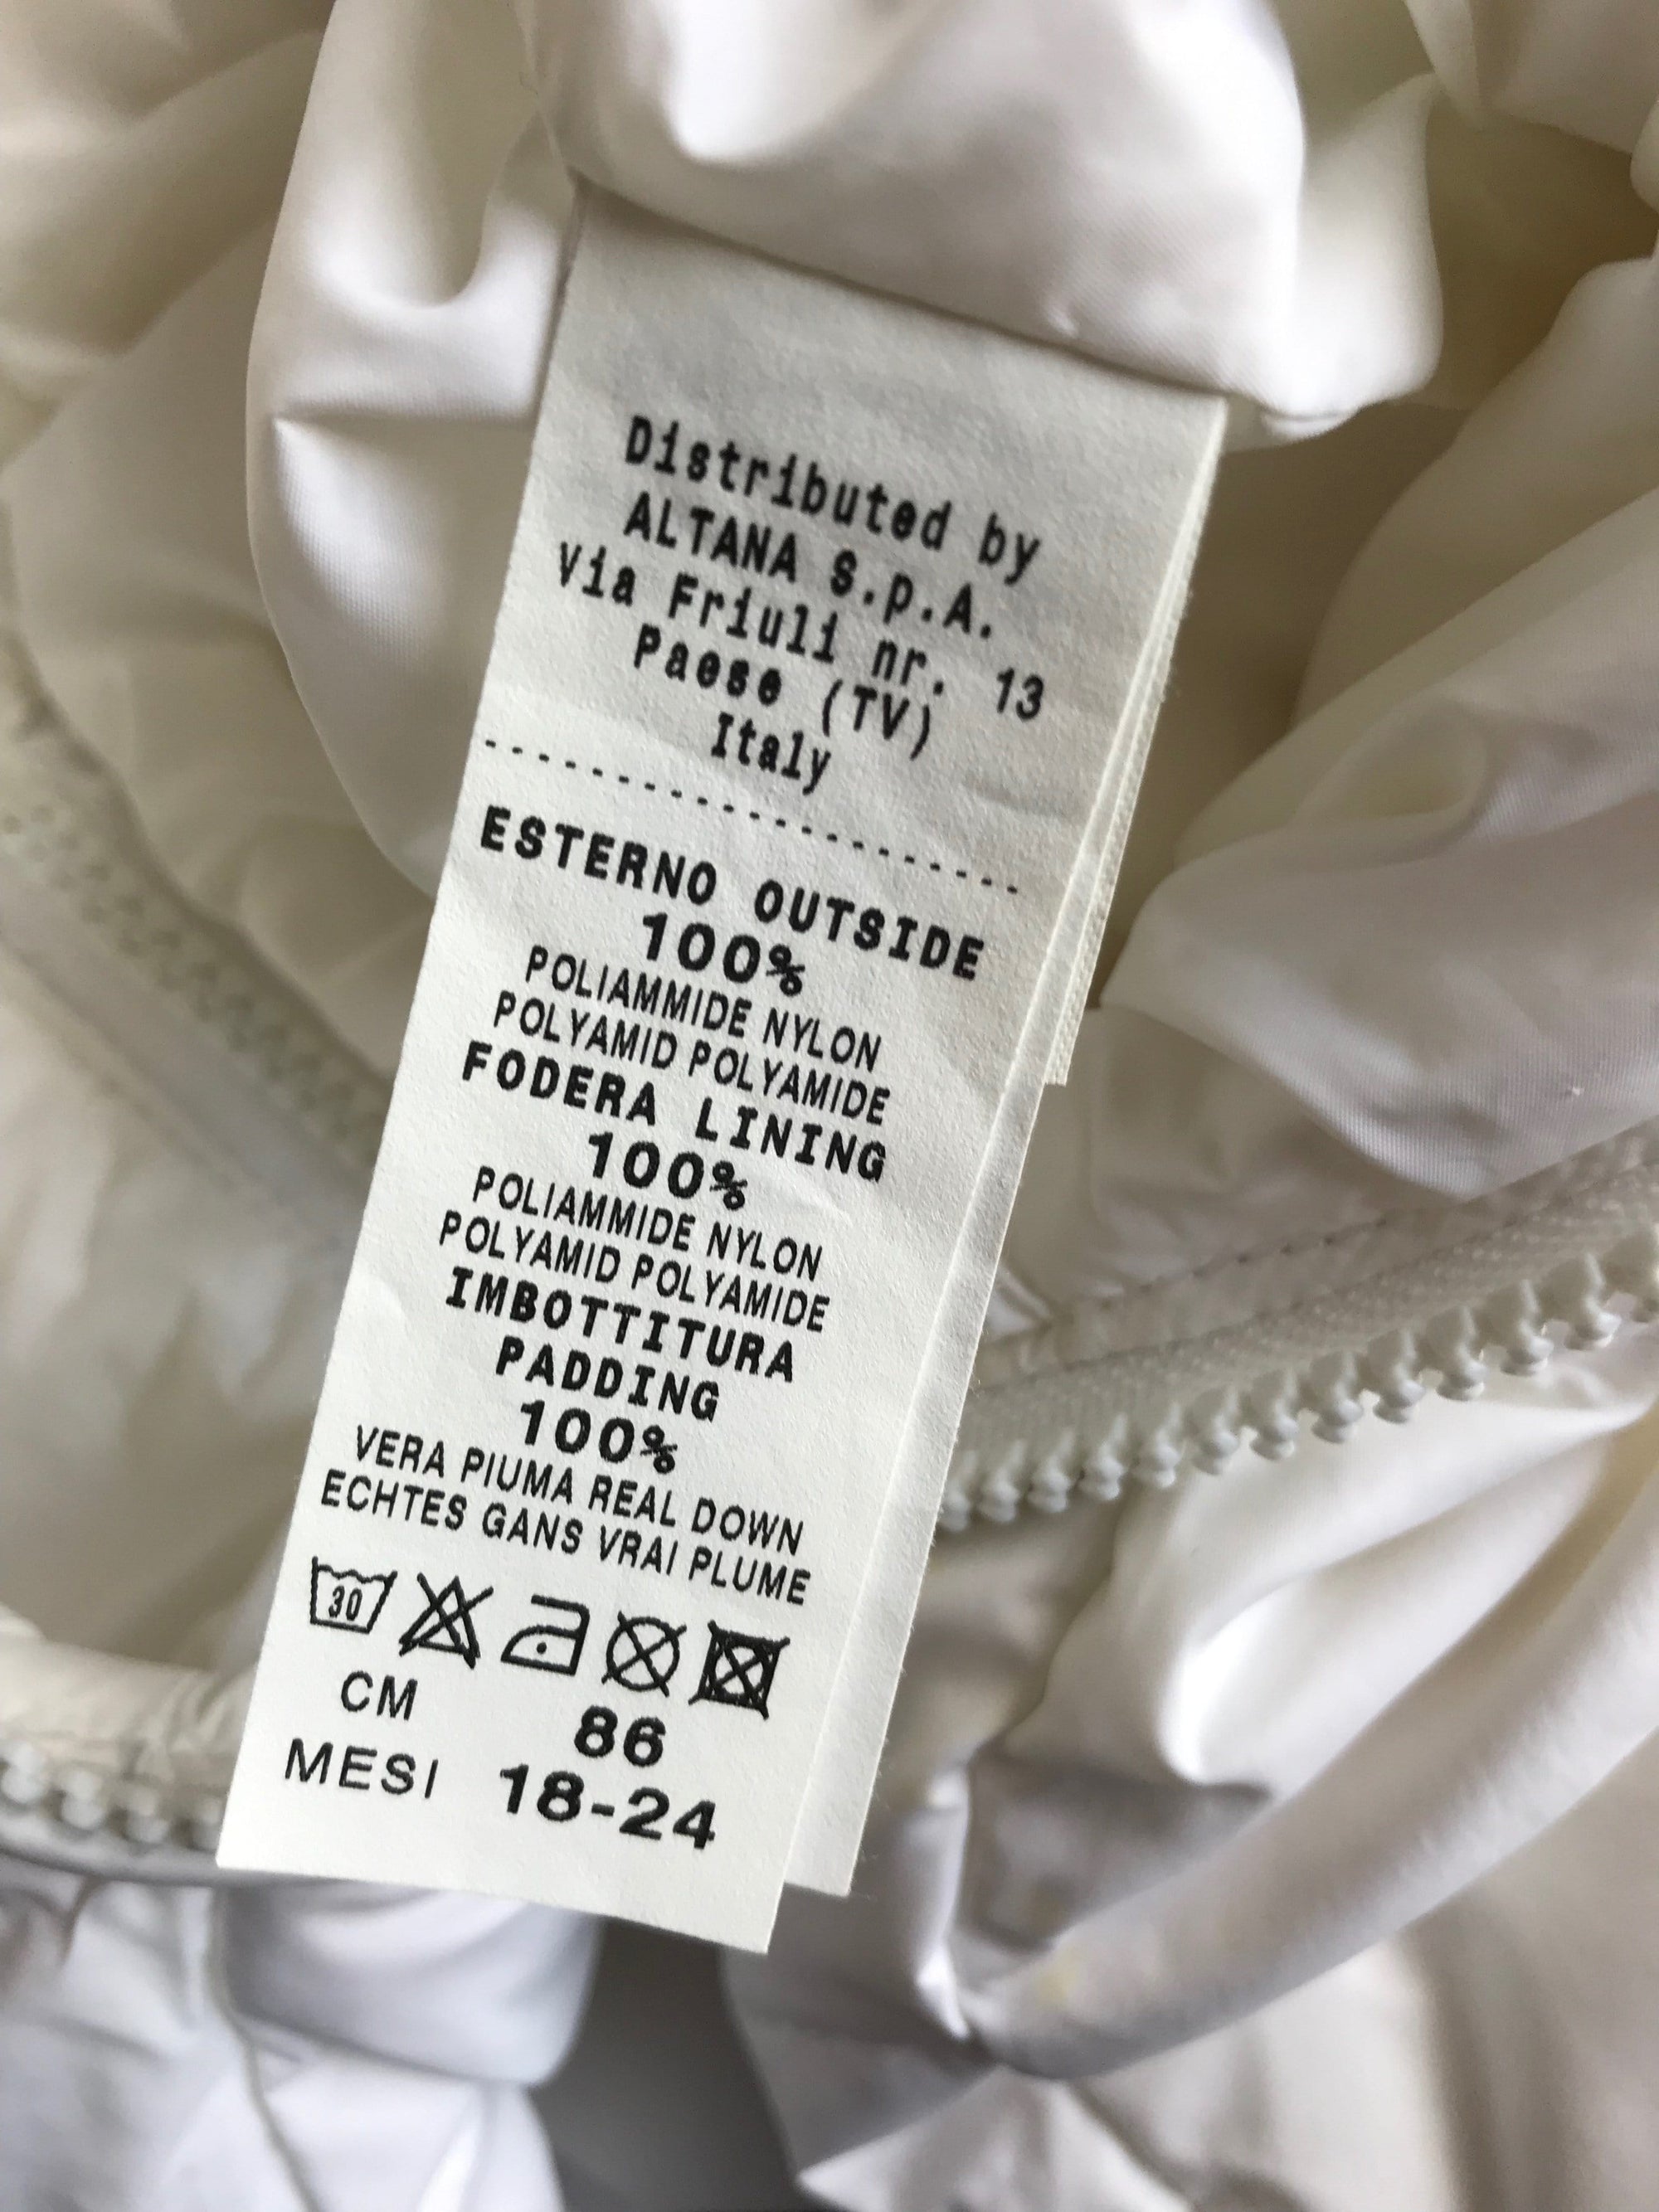 Distributed by
ALTANA S.p.A.
Via Friuli nr. 13
Paese (TV)
Italy
--------------------
ESTERNO OUTSIDE
100%
POLIAMMIDE NYLON
POLYAMID POLYAMIDE
FODERA LINING
100%
POLIAMMIDE NYLON
POLYAMID POLYAMIDE
IMBOTTITURA
PADDING
100%
VERA PIUMA REAL DOWN
ECHTES GANS VRAI PLUME
30
CM 86
MESI 18-24